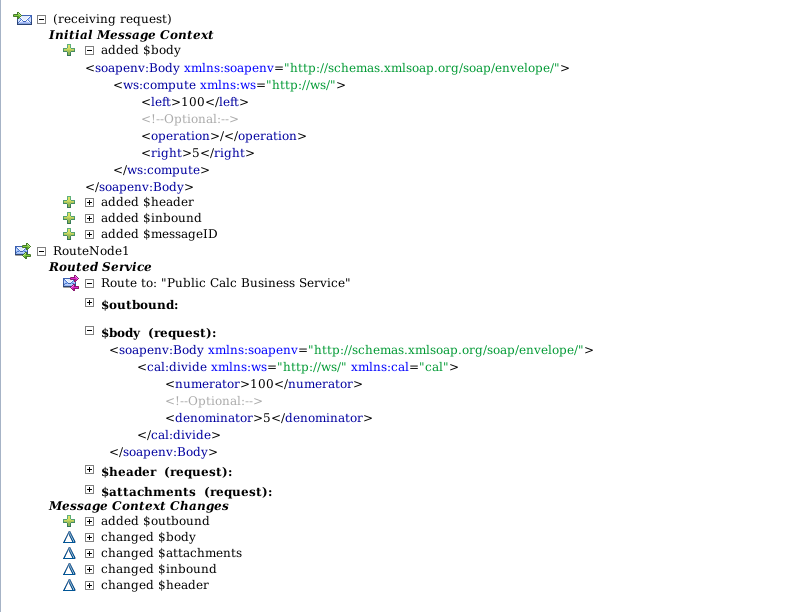 (receiving request)
Initial Message Context
added $body
<soapenv:Body xmlns:soapenv="http://schemas.xmlsoap.org/soap/envelope/">
<ws:compute xmlns:ws="http://ws/">
<left>100</left>
<!--Optional:-->
<operation>/</operation>
<right>5</right>
</ws:compute>
</soapenv:Body>
added $header
added $inbound
added $messageID
RouteNode1
Routed Service
Route to: "Public Calc Business Service"
$outbound:
$body (request):
<soapenv:Body xmlns:soapenv="http://schemas.xmlsoap.org/soap/envelope/">
<cal:divide xmlns:ws="http://ws/" xmlns:cal="cal">
<numerator>100</numerator>
<!--Optional:-->
<denominator>5</denominator>
</cal:divide>
</soapenv:Body>
$header (request):
$attachments (request):
Message Context Changes
added $outbound
changed $body
changed $attachments
changed $inbound
changed $header